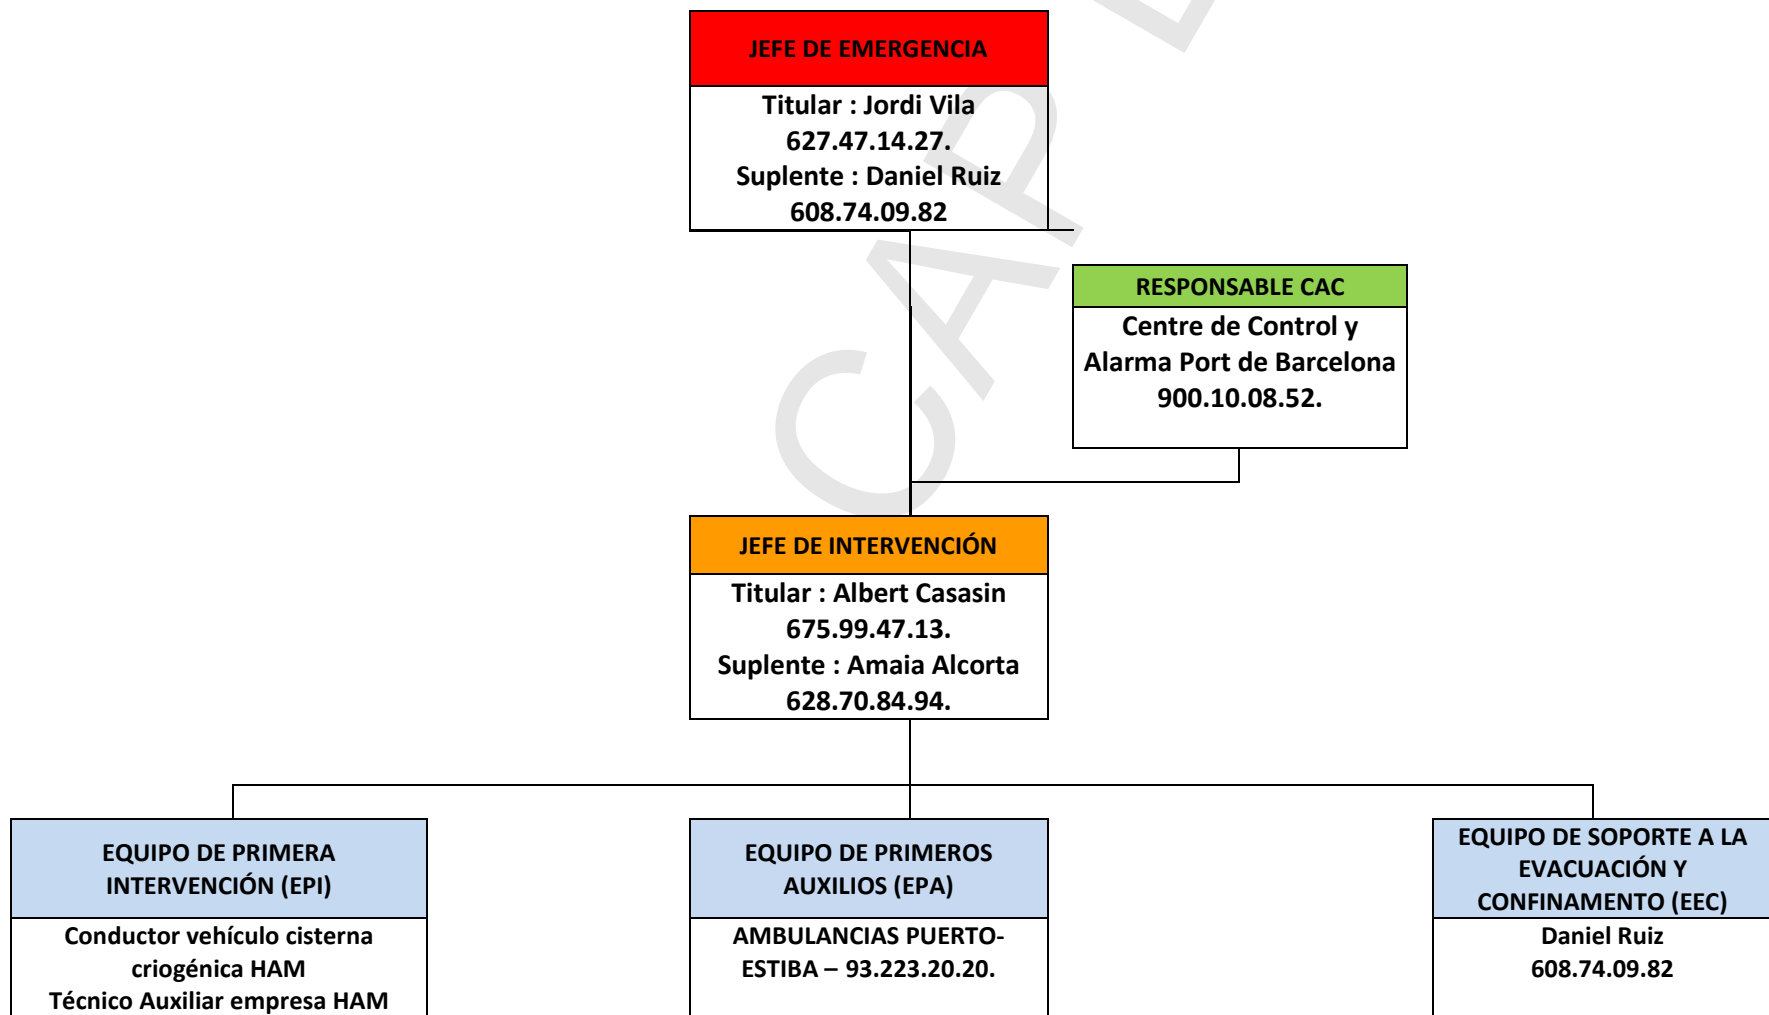 JEFE DE EMERGENCIA
Titular : Jordi Vila
627.47.14.27.
Suplente : Daniel Ruiz
608.74.09.82
RESPONSABLE CAC
Centre de Control y
Alarma Port de Barcelona
900.10.08.52.
JEFE DE INTERVENCIÓN
Titular : Albert Casasin
675.99.47.13.
Suplente : Amaia Alcorta
628.70.84.94.
EQUIPO DE PRIMERA
INTERVENCIÓN (EPI)
Conductor vehículo cisterna
criogénica HAM
Técnico Auxiliar empresa HAM
EQUIPO DE PRIMEROS
AUXILIOS (EPA)
AMBULANCIAS PUERTO-
ESTIBA – 93.223.20.20.
EQUIPO DE SOPORTE A LA
EVACUACIÓN Y
CONFINAMENTO (EEC)
Daniel Ruiz
608.74.09.82
CAP